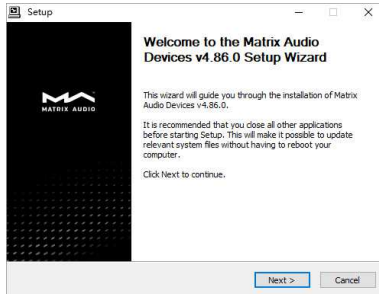 Setup
Welcome to the Matrix Audio
Devices v4.86.0 Setup Wizard
MATRIX AUDIO
This wizard will guide you through the installation of Matrix
Audio Devices v4.86.0.
It is recommended that you close all other applications
before starting Setup. This will make it possible to update
relevant system files without having to reboot your
computer.
Click Next to continue.
Next >
Cancel